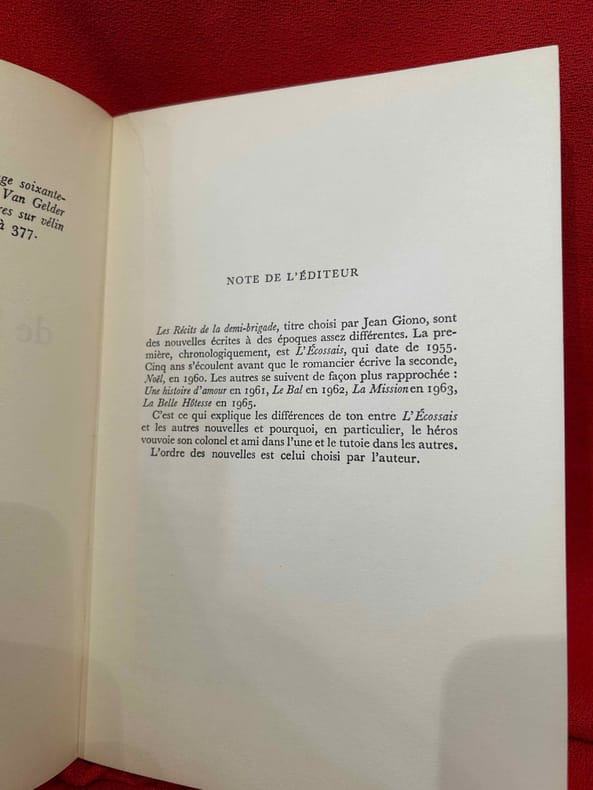 ge soixante-
Van Gelder
res sur vélin
à 377.
de
NOTE DE L'ÉDITEUR
Les Récits de la demi-brigade, titre choisi par Jean Giono, sont
des nouvelles écrites à des époques assez différentes. La pre-
mière, chronologiquement, est L'Écossais, qui date de 1955.
Cinq ans s'écoulent avant que le romancier écrive la seconde,
Noël, en 1960. Les autres se suivent de façon plus rapprochée :
Une histoire d'amour en 1961, Le Bal en 1962, La Mission en 1963,
La Belle Hôtesse en 1965.
C'est ce qui explique les différences de ton entre L'Écossais
et les autres nouvelles et pourquoi, en particulier, le héros
vouvoie son colonel et ami dans l'une et le tutoie dans les autres.
L'ordre des nouvelles est celui choisi par l'auteur.